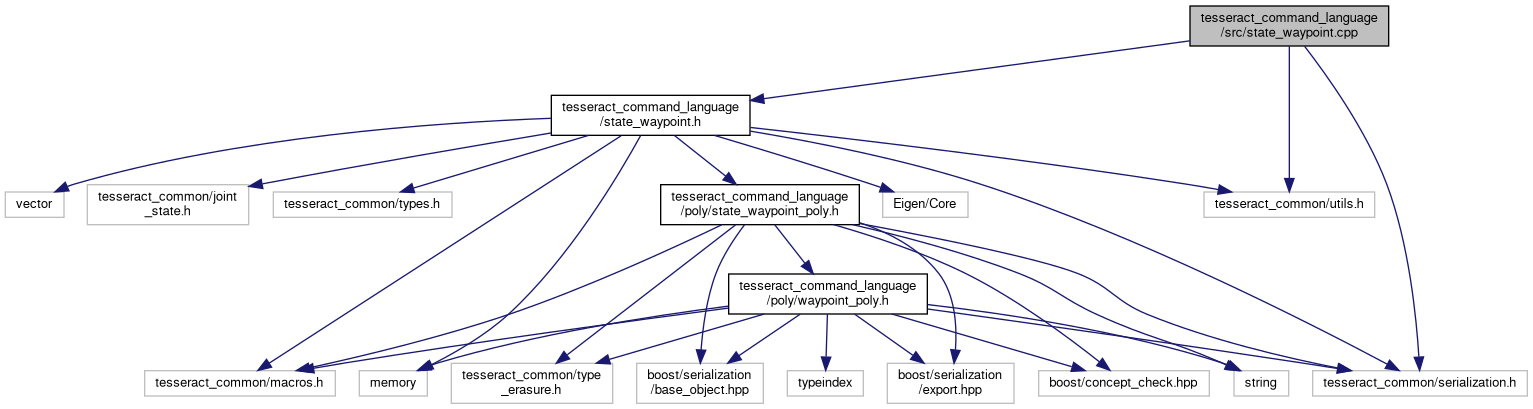 tesseract_command_language
/src/state_waypoint.cpp
tesseract_command_language
/state_waypoint.h
vector
tesseract_common/joint
_state.h
tesseract_common/types.h
tesseract_command_language
/poly/state_waypoint_poly.h
Eigen/Core
tesseract_common/utils.h
tesseract_command_language
/poly/waypoint_poly.h
tesseract_common/macros.h
memory
tesseract_common/type
_erasure.h
boost/serialization
/base_object.hpp
typeindex
boost/serialization
/export.hpp
boost/concept_check.hpp
string
tesseract_common/serialization.h